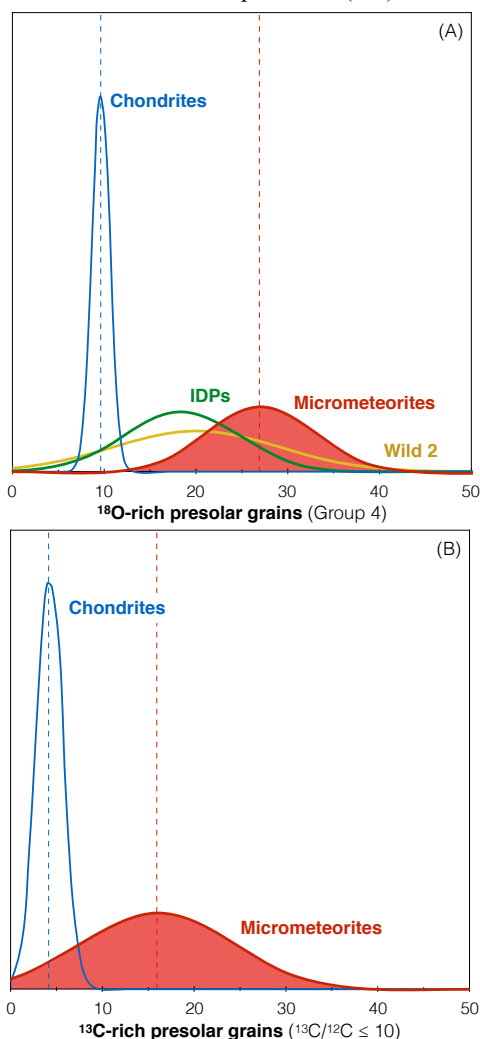 (A)
Chondrites
IDPs
Micrometeorites
Wild 2
0 10 20 30 40 50
¹⁸O-rich presolar grains (Group 4)
(B)
Chondrites
Micrometeorites
0 10 20 30 40 50
¹³C-rich presolar grains (¹³C/¹²C ≤ 10)